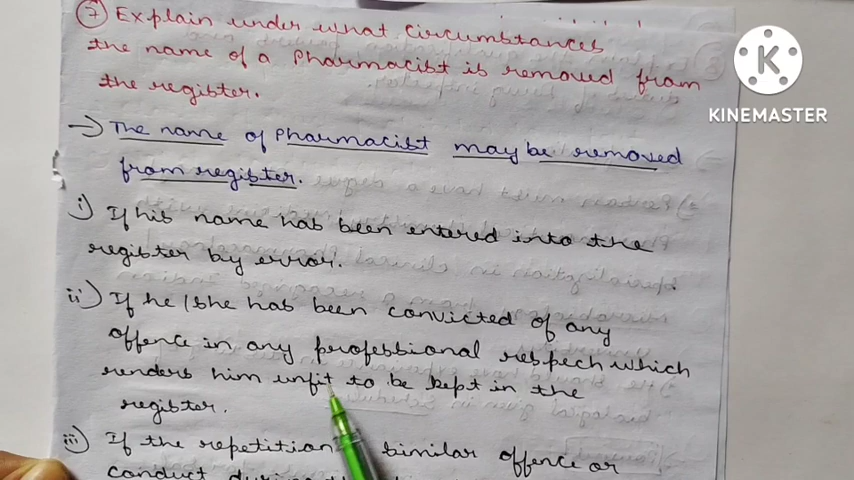 ⑦ Explain under what circumstances
the name of a Pharmacist is removed from
the register.
K
KINEMASTER
→ The name of Pharmacist may be removed
from register.
i) If his name has been entered into the
register by error.
ii) If he/she has been convicted of any
offence in any professional respech which
renders him unfit to be kept in the
register.
iii) If the repetition similar offence or
conduct during